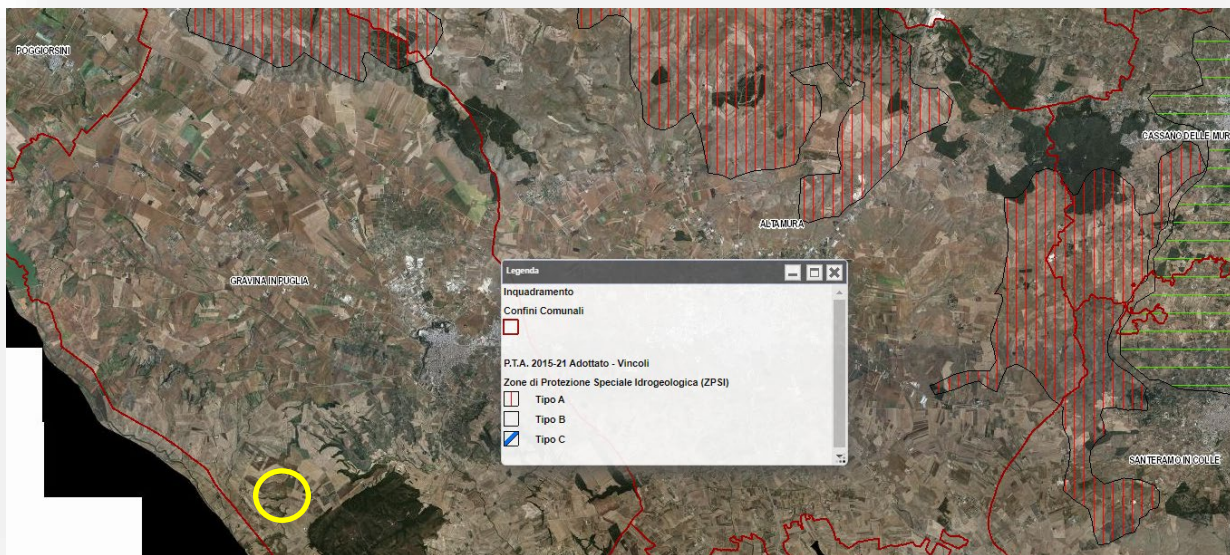 POGGIORSINI
CASSANO DELLE MUR
ALTAMURA
GRAVINA IN PUGLIA
Legenda
Inquadramento
Confini Comunali
P.T.A. 2015-21 Adottato - Vincoli
Zone di Protezione Speciale Idrogeologica (ZPSI)
Tipo A
Tipo B
Tipo C
SANTERAMO IN COLLE